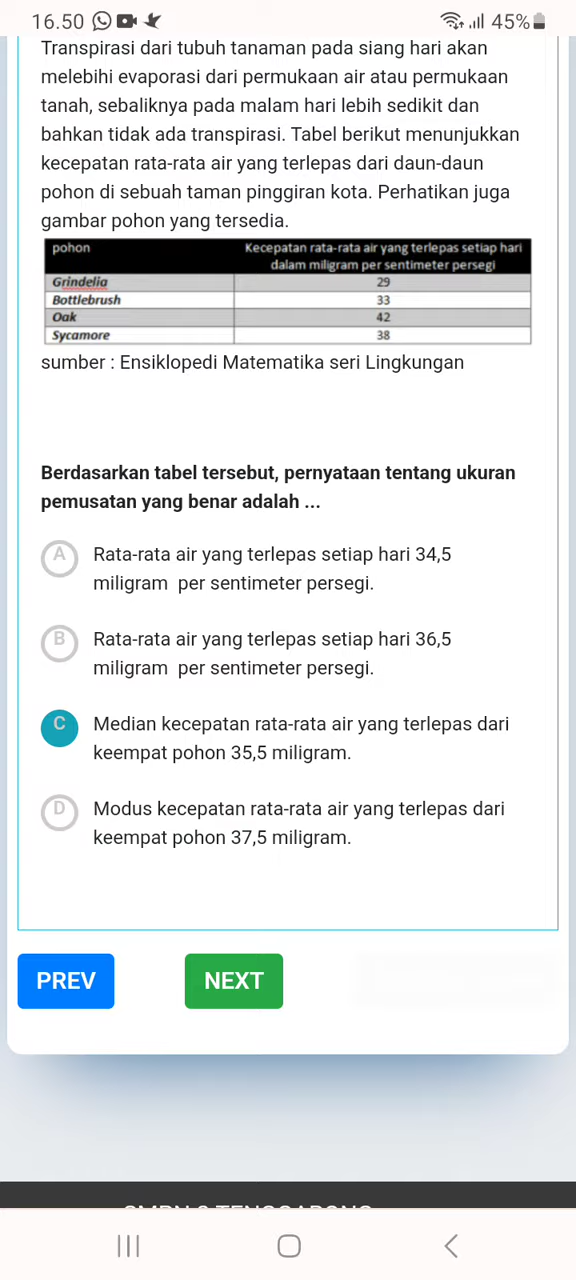 16.50 45%
Transpirasi dari tubuh tanaman pada siang hari akan
melebihi evaporasi dari permukaan air atau permukaan
tanah, sebaliknya pada malam hari lebih sedikit dan
bahkan tidak ada transpirasi. Tabel berikut menunjukkan
kecepatan rata-rata air yang terlepas dari daun-daun
pohon di sebuah taman pinggiran kota. Perhatikan juga
gambar pohon yang tersedia.
pohon Kecepatan rata-rata air yang terlepas setiap hari
dalam miligram per sentimeter persegi
Grindelia 29
Bottlebrush 33
Oak 42
Sycamore 38
sumber : Ensiklopedi Matematika seri Lingkungan
Berdasarkan tabel tersebut, pernyataan tentang ukuran
pemusatan yang benar adalah ...
A Rata-rata air yang terlepas setiap hari 34,5
miligram per sentimeter persegi.
B Rata-rata air yang terlepas setiap hari 36,5
miligram per sentimeter persegi.
C Median kecepatan rata-rata air yang terlepas dari
keempat pohon 35,5 miligram.
D Modus kecepatan rata-rata air yang terlepas dari
keempat pohon 37,5 miligram.
PREV NEXT